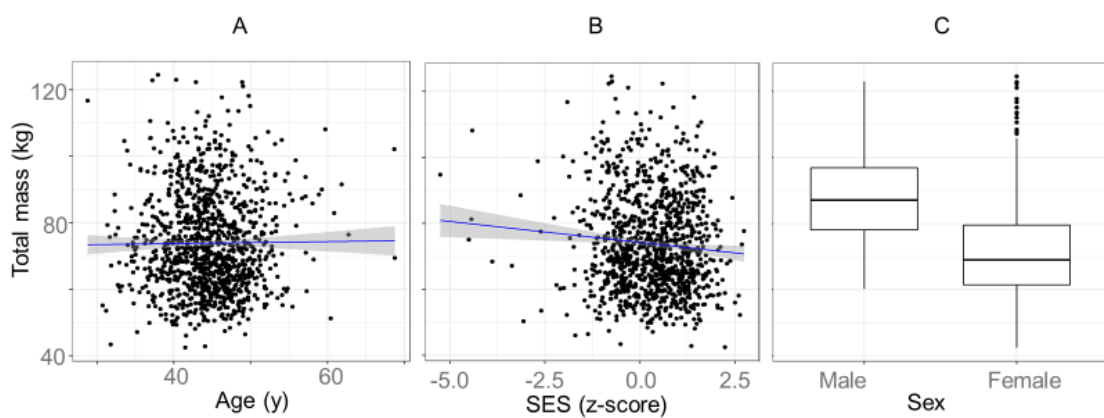 A B C
Total mass (kg)
120
80
40
40 60
Age (y)
-5.0 -2.5 0.0 2.5
SES (z-score)
Male Female
Sex